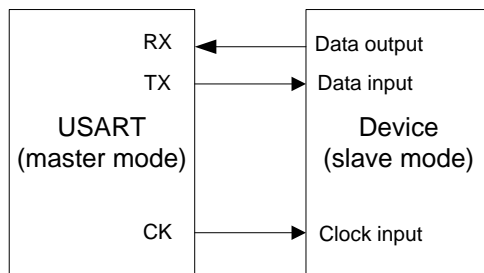 RX
Data output
TX
Data input
USART
(master mode)
Device
(slave mode)
CK
Clock input